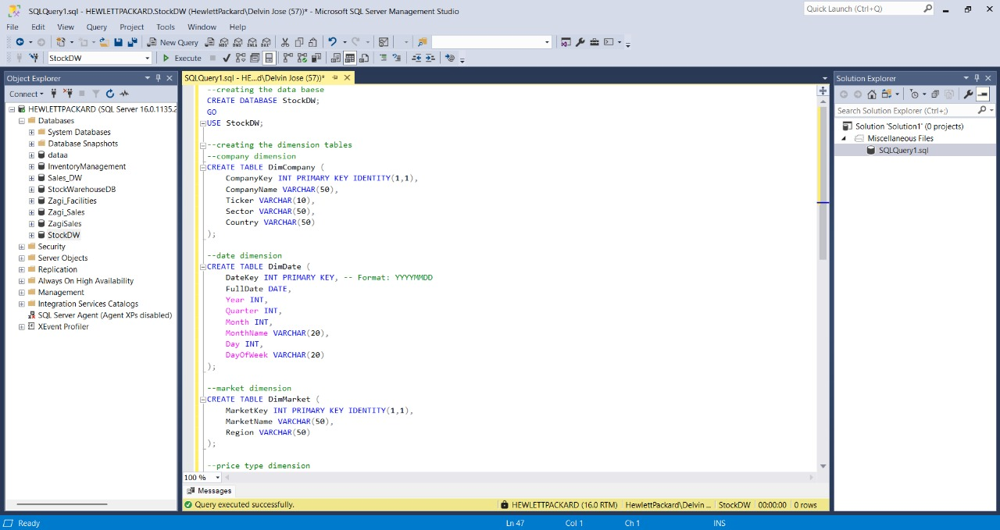 SQLQuery1.sql - HEWLETTPACKARD.StockDW (HewlettPackard\Delvin Jose (57))* - Microsoft SQL Server Management Studio
Quick Launch (Ctrl+Q)
File Edit View Query Project Tools Window Help
New Query
StockDW
Execute
Object Explorer
Connect
HEWLETTPACKARD (SQL Server 16.0.1135.2
Databases
System Databases
Database Snapshots
dataa
InventoryManagement
Sales_DW
StockWarehouseDB
Zagi_Facilities
Zagi_Sales
ZagiSales
StockDW
Security
Server Objects
Replication
Always On High Availability
Management
Integration Services Catalogs
SQL Server Agent (Agent XPs disabled)
XEvent Profiler
SQLQuery1.sql - HE...d\Delvin Jose (57))*
--creating the data baese
CREATE DATABASE StockDW;
GO
USE StockDW;
--creating the dimension tables
--company dimension
CREATE TABLE DimCompany (
CompanyKey INT PRIMARY KEY IDENTITY(1,1),
CompanyName VARCHAR(50),
Ticker VARCHAR(10),
Sector VARCHAR(50),
Country VARCHAR(50)
);
--date dimension
CREATE TABLE DimDate (
DateKey INT PRIMARY KEY, -- Format: YYYYMMDD
FullDate DATE,
Year INT,
Quarter INT,
Month INT,
MonthName VARCHAR(20),
Day INT,
DayOfWeek VARCHAR(20)
);
--market dimension
CREATE TABLE DimMarket (
MarketKey INT PRIMARY KEY IDENTITY(1,1),
MarketName VARCHAR(50),
Region VARCHAR(50)
);
--price type dimension
100 %
Messages
Query executed successfully.
HEWLETTPACKARD (16.0 RTM) HewlettPackard\Delvin ... StockDW 00:00:00 0 rows
Solution Explorer
Search Solution Explorer (Ctrl+;)
Solution 'Solution1' (0 projects)
Miscellaneous Files
SQLQuery1.sql
Ready Ln 47 Col 1 Ch 1 INS